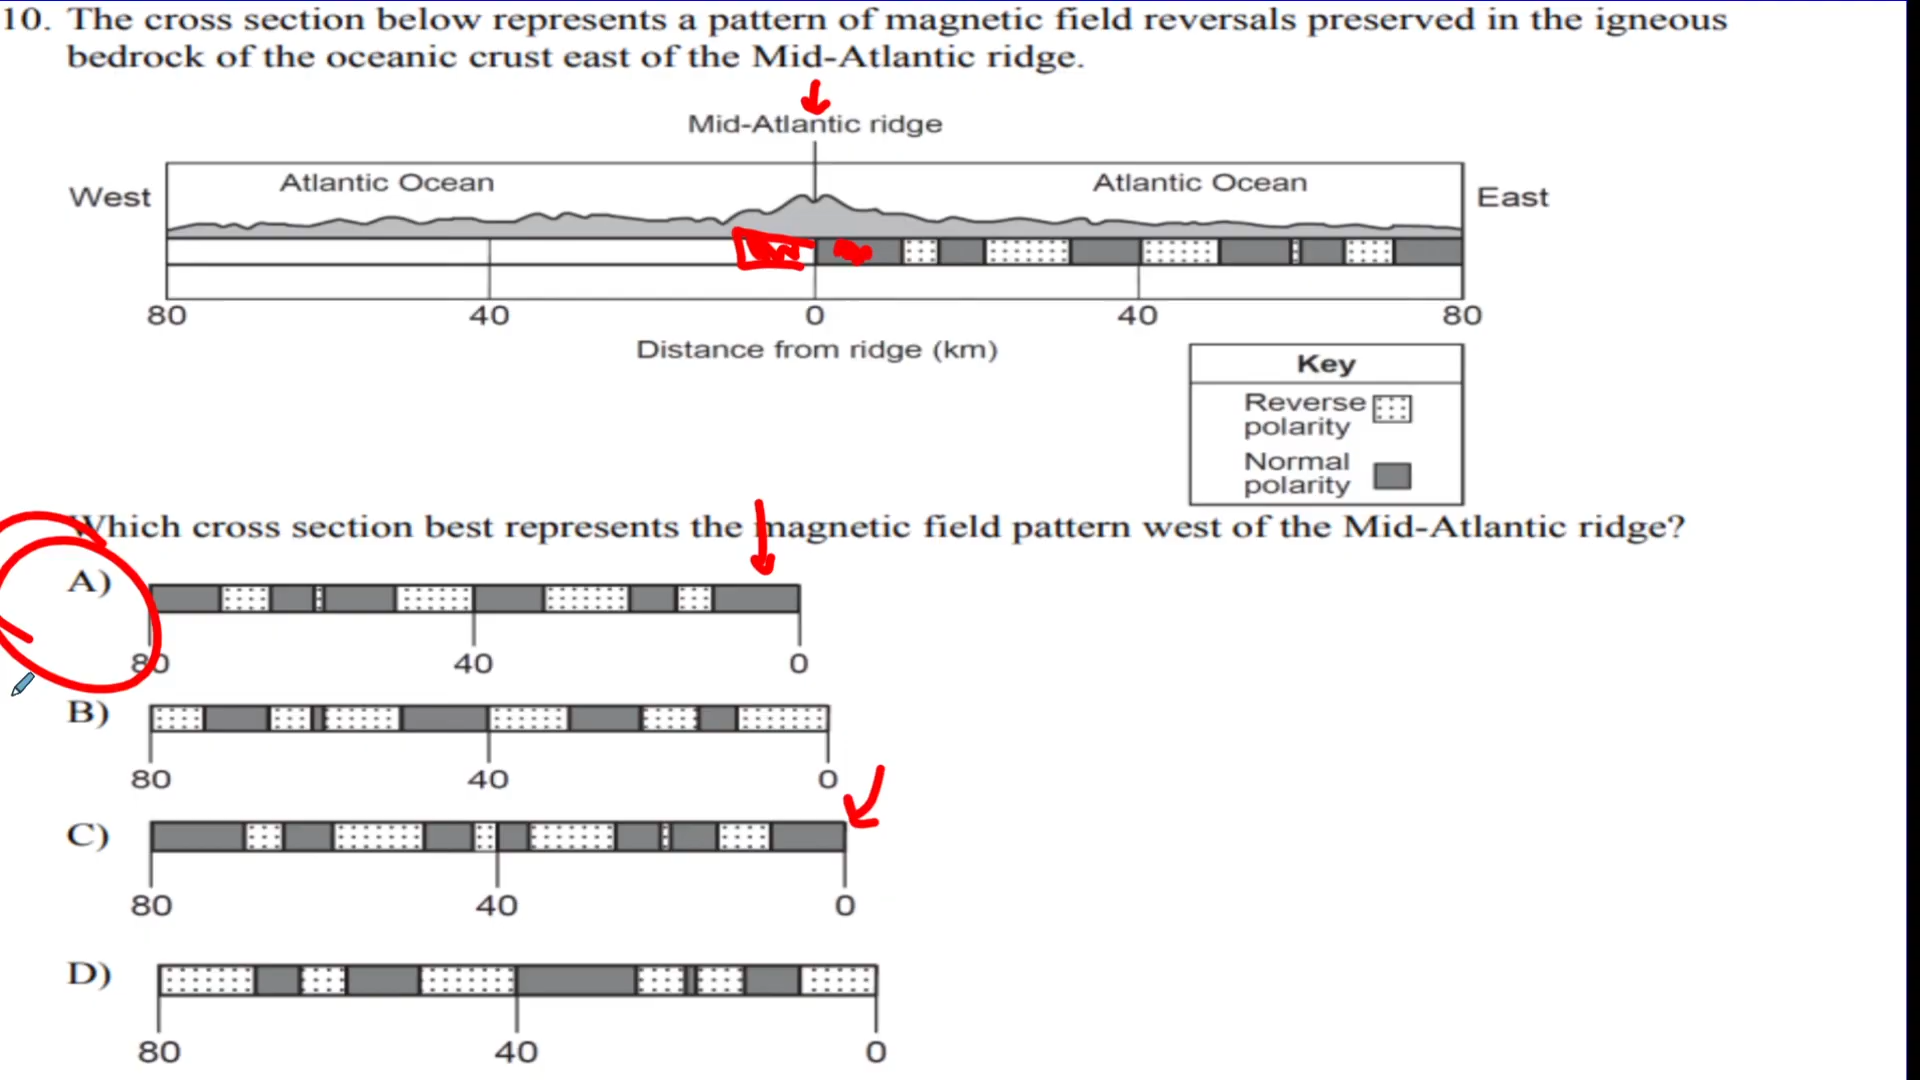 10. The cross section below represents a pattern of magnetic field reversals preserved in the igneous
bedrock of the oceanic crust east of the Mid-Atlantic ridge.
Mid-Atlantic ridge
West
Atlantic Ocean
Atlantic Ocean
East
80
40
0
40
80
Distance from ridge (km)
Key
Reverse
polarity
Normal
polarity
Which cross section best represents the magnetic field pattern west of the Mid-Atlantic ridge?
A)
80
40
0
B)
80
40
0
C)
80
40
0
D)
80
40
0